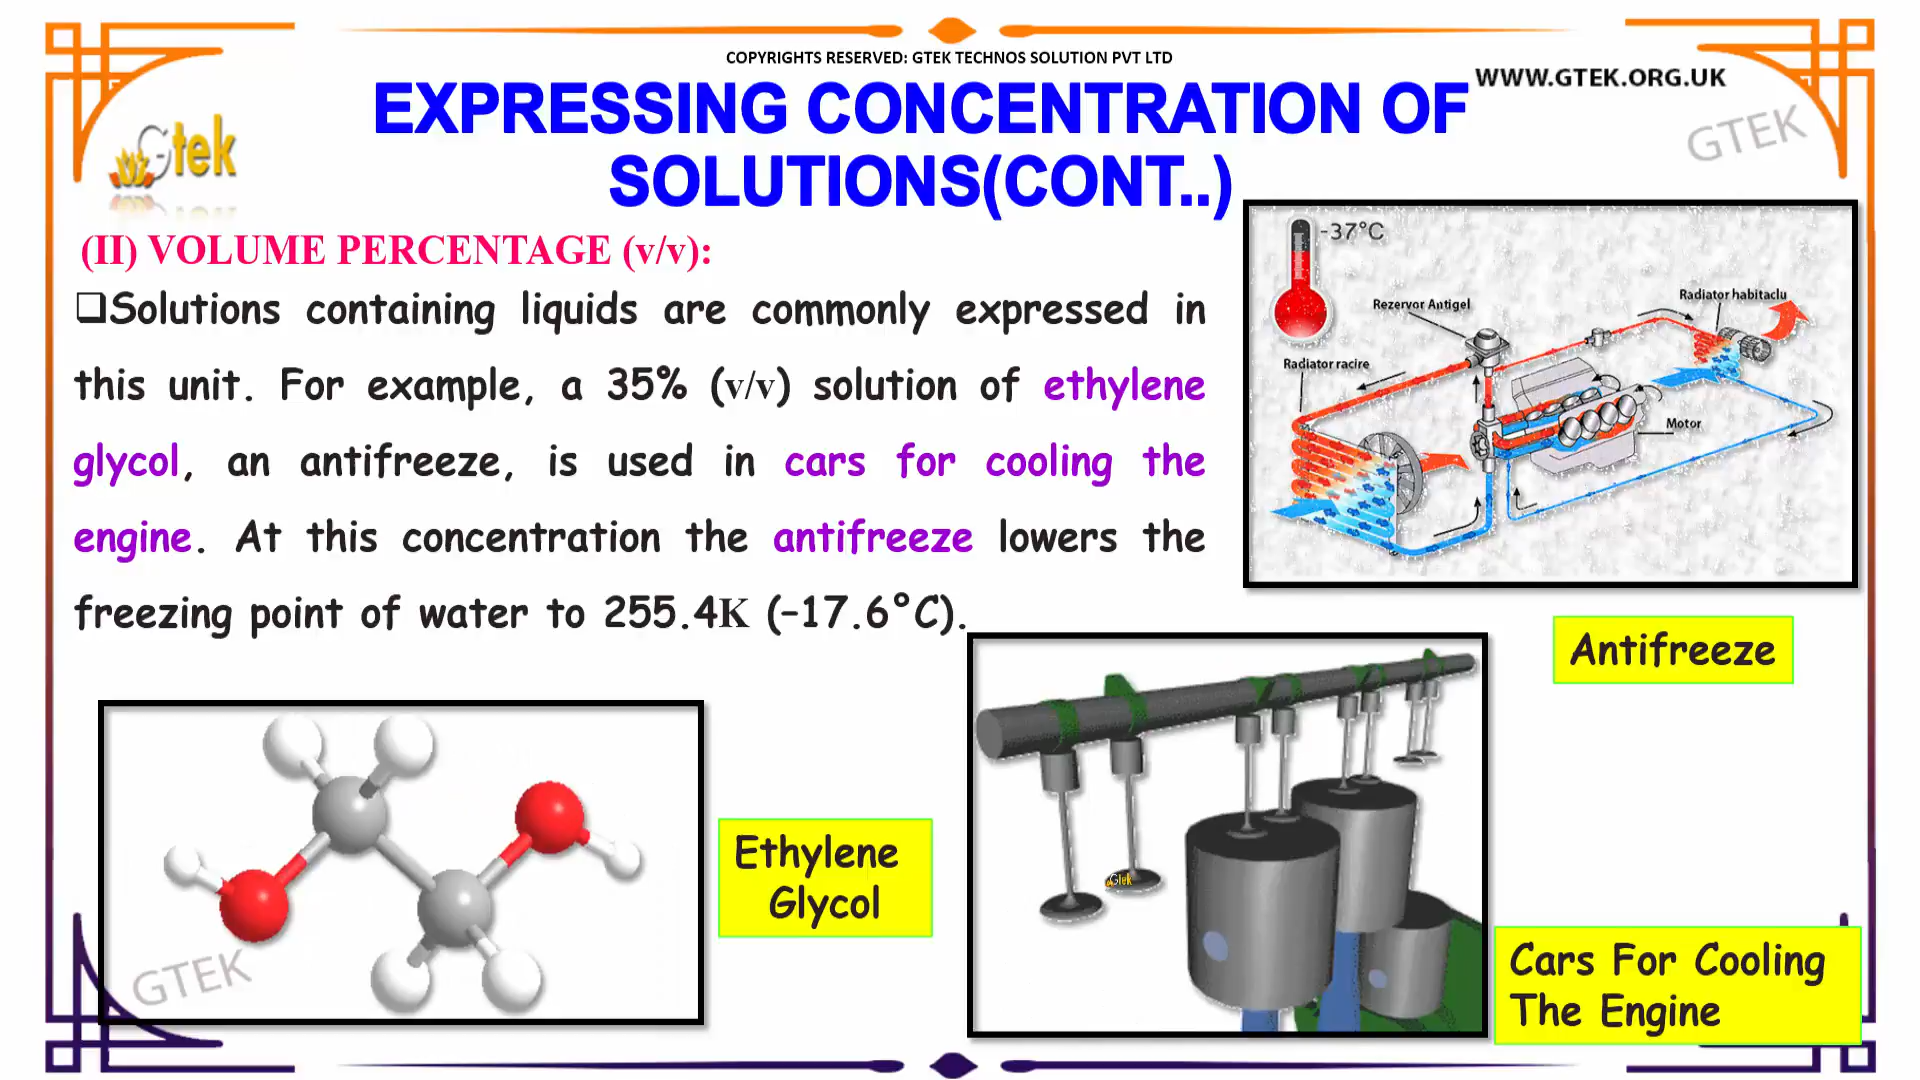 COPYRIGHTS RESERVED: GTEK TECHNOS SOLUTION PVT LTD
WWW.GTEK.ORG.UK
EXPRESSING CONCENTRATION OF
SOLUTIONS(CONT..)
Gtek
GTEK
(II) VOLUME PERCENTAGE (v/v):
❑Solutions containing liquids are commonly expressed in
this unit. For example, a 35% (v/v) solution of ethylene
glycol, an antifreeze, is used in cars for cooling the
engine. At this concentration the antifreeze lowers the
freezing point of water to 255.4K (–17.6°C).
-37°C
Rezervor Antigel
Radiator habitaclu
Radiator racire
Motor
Antifreeze
Ethylene
Glycol
Gtek
Cars For Cooling
The Engine
GTEK